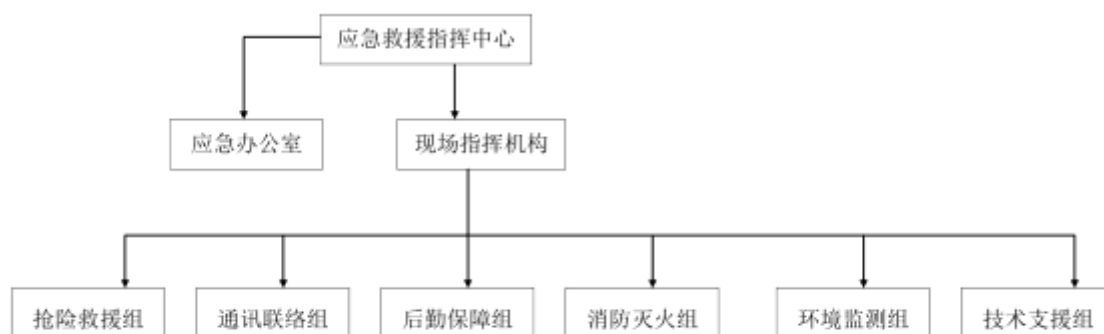 应急救援指挥中心
应急办公室
现场指挥机构
抢险救援组
通讯联络组
后勤保障组
消防灭火组
环境监测组
技术支援组